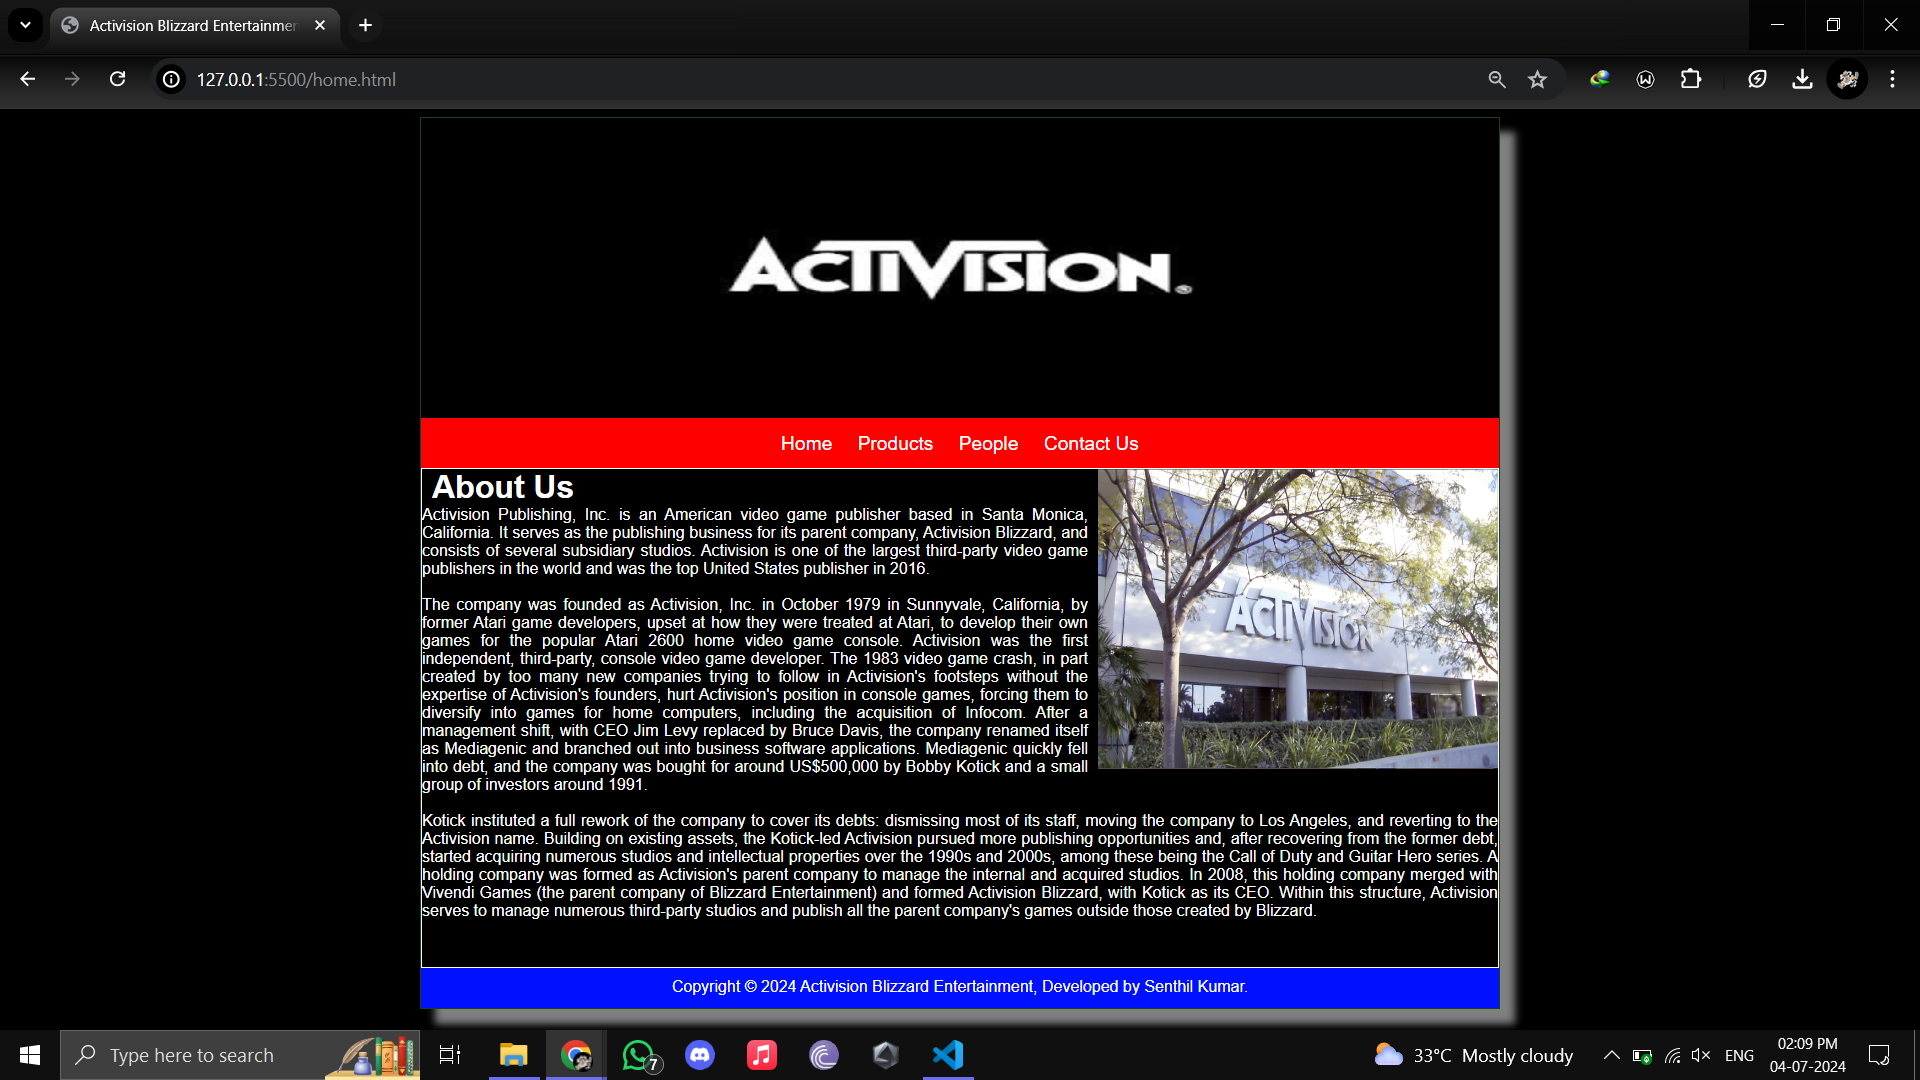 Activision Blizzard Entertainmen
127.0.0.1:5500/home.html
ACTIVISION
Home Products People Contact Us
About Us
Activision Publishing, Inc. is an American video game publisher based in Santa Monica,
California. It serves as the publishing business for its parent company, Activision Blizzard, and
consists of several subsidiary studios. Activision is one of the largest third-party video game
publishers in the world and was the top United States publisher in 2016.
The company was founded as Activision, Inc. in October 1979 in Sunnyvale, California, by
former Atari game developers, upset at how they were treated at Atari, to develop their own
games for the popular Atari 2600 home video game console. Activision was the first
independent, third-party, console video game developer. The 1983 video game crash, in part
created by too many new companies trying to follow in Activision's footsteps without the
expertise of Activision's founders, hurt Activision's position in console games, forcing them to
diversify into games for home computers, including the acquisition of Infocom. After a
management shift, with CEO Jim Levy replaced by Bruce Davis, the company renamed itself
as Mediagenic and branched out into business software applications. Mediagenic quickly fell
into debt, and the company was bought for around US$500,000 by Bobby Kotick and a small
group of investors around 1991.
ACTIVISION
Kotick instituted a full rework of the company to cover its debts: dismissing most of its staff, moving the company to Los Angeles, and reverting to the
Activision name. Building on existing assets, the Kotick-led Activision pursued more publishing opportunities and, after recovering from the former debt,
started acquiring numerous studios and intellectual properties over the 1990s and 2000s, among these being the Call of Duty and Guitar Hero series. A
holding company was formed as Activision's parent company to manage the internal and acquired studios. In 2008, this holding company merged with
Vivendi Games (the parent company of Blizzard Entertainment) and formed Activision Blizzard, with Kotick as its CEO. Within this structure, Activision
serves to manage numerous third-party studios and publish all the parent company's games outside those created by Blizzard.
Copyright © 2024 Activision Blizzard Entertainment, Developed by Senthil Kumar.
Type here to search
7
33°C Mostly cloudy
ENG
02:09 PM
04-07-2024